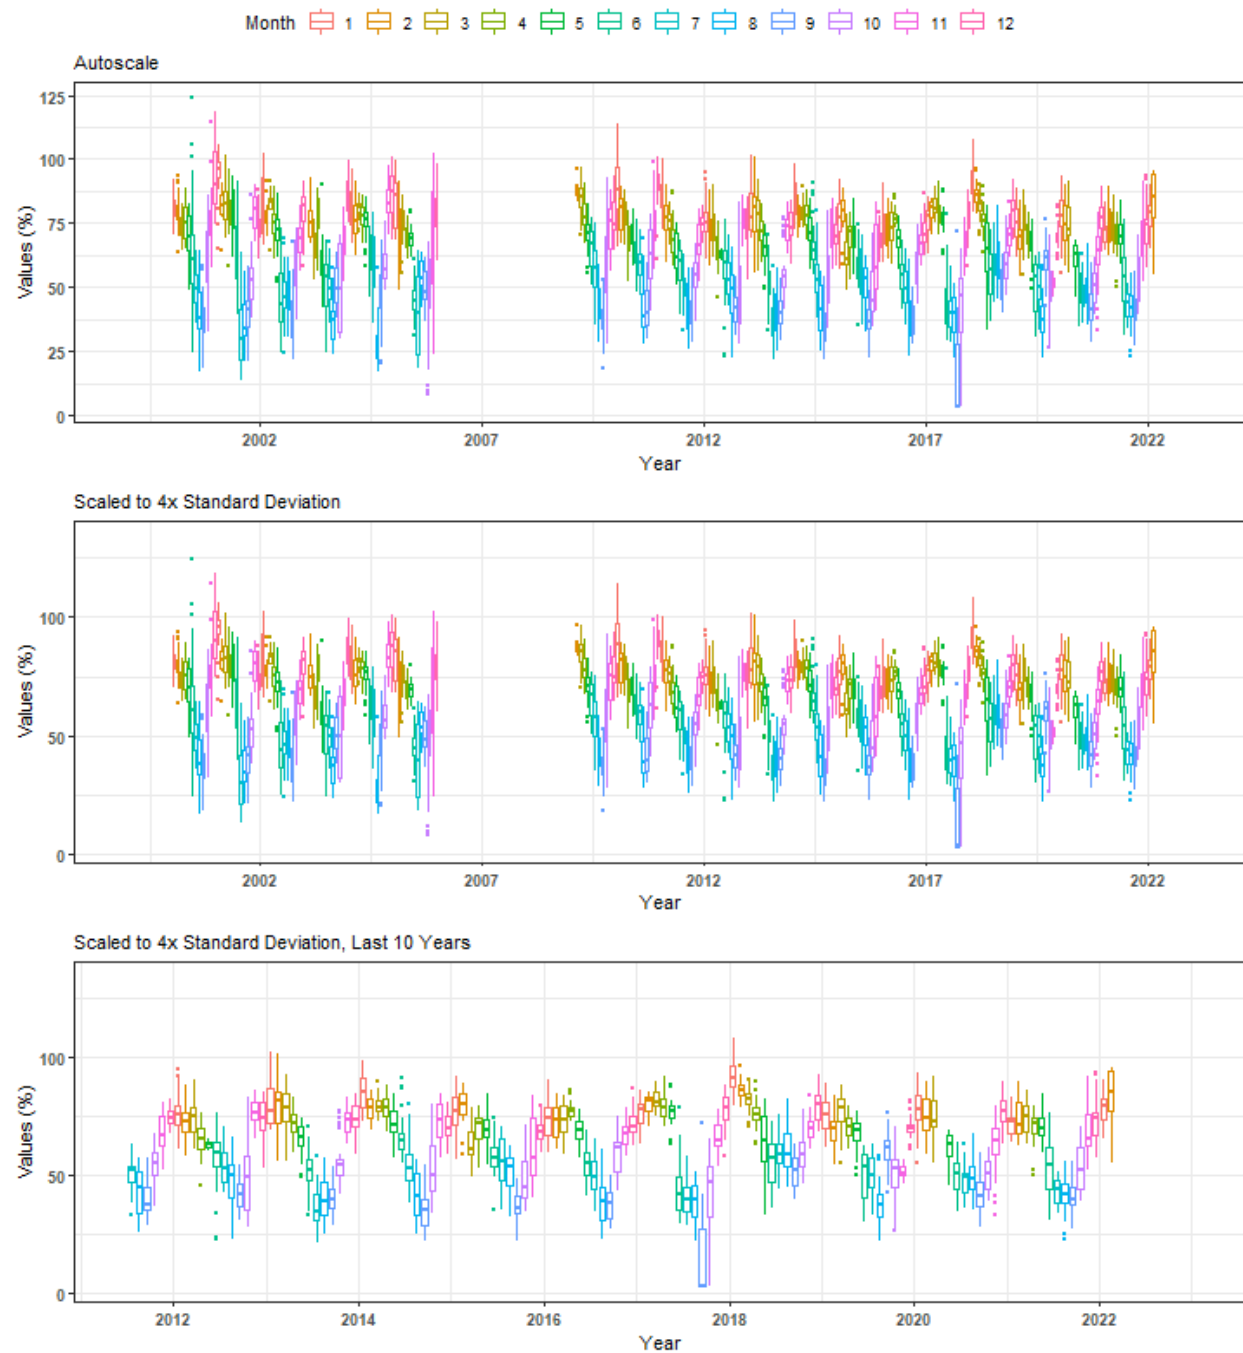 Month 1 2 3 4 5 6 7 8 9 10 11 12
Autoscale
125
100
75
50
25
0
Values (%)
2002 2007 2012 2017 2022
Year
Scaled to 4x Standard Deviation
100
50
0
Values (%)
2002 2007 2012 2017 2022
Year
Scaled to 4x Standard Deviation, Last 10 Years
100
50
0
Values (%)
2012 2014 2016 2018 2020 2022
Year